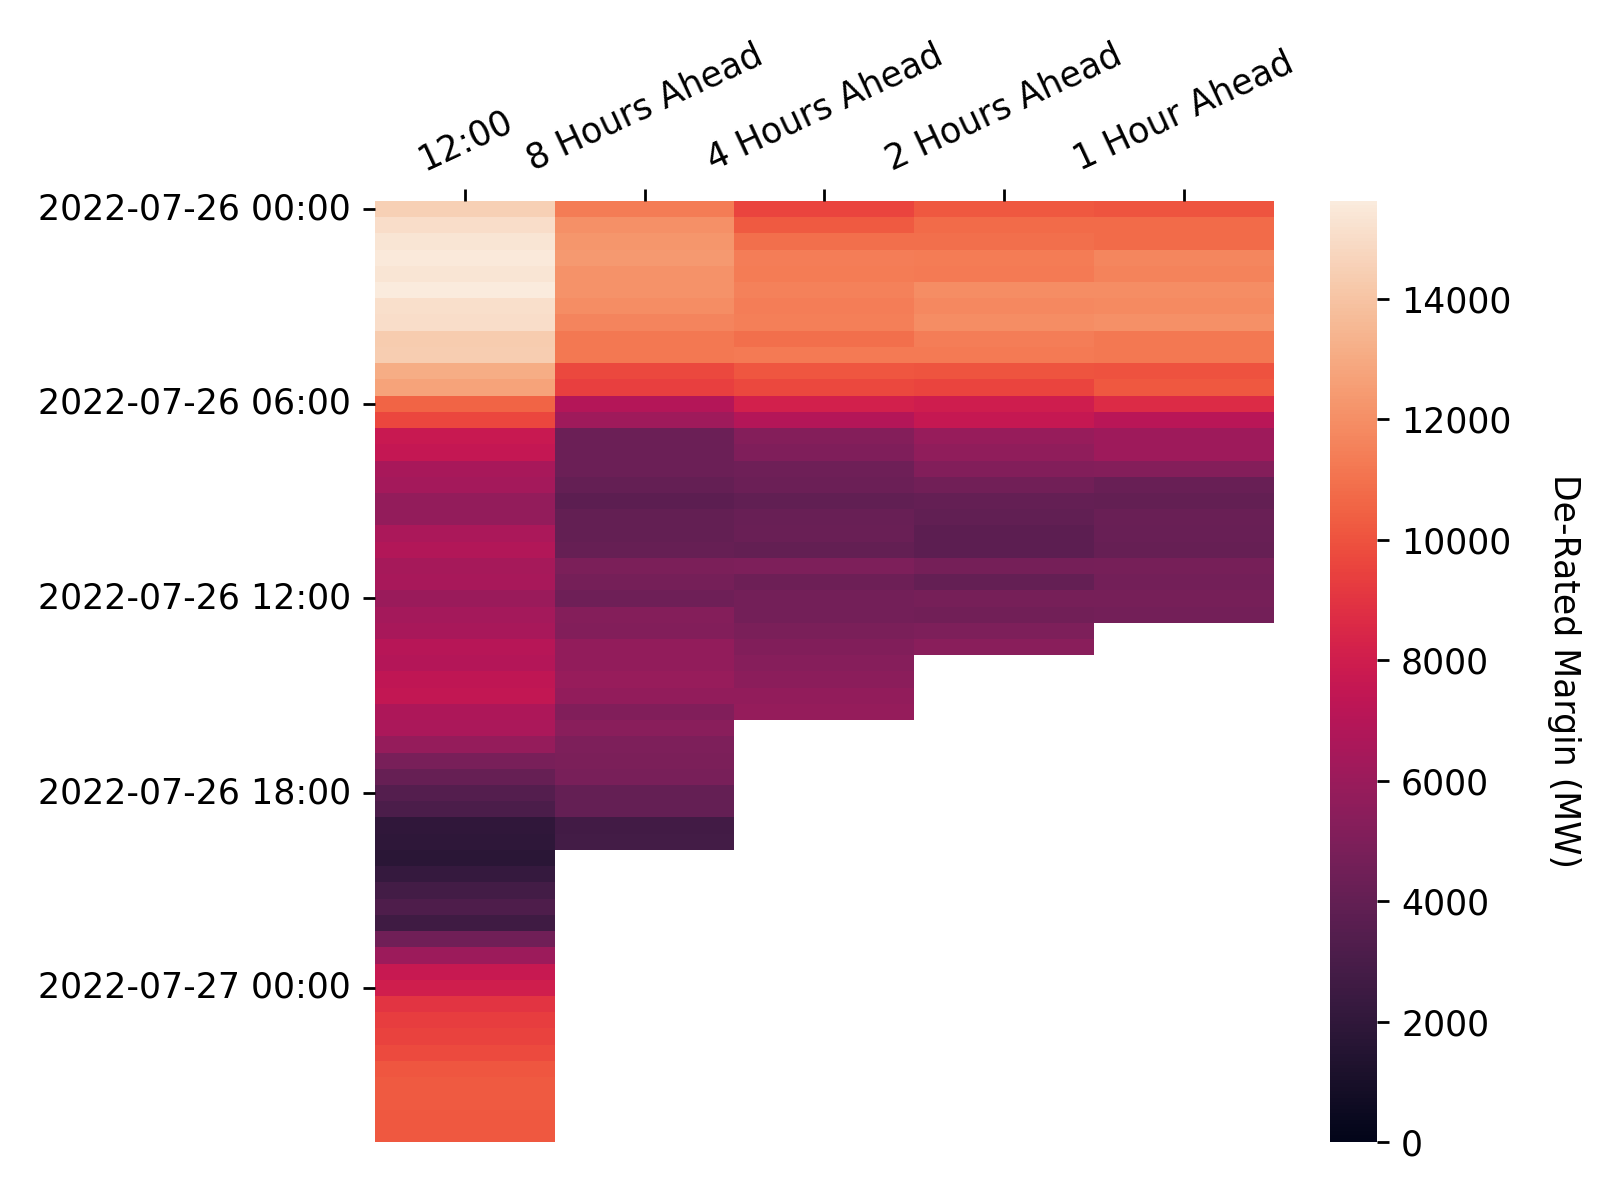 12:00
8 Hours Ahead
4 Hours Ahead
2 Hours Ahead
1 Hour Ahead
2022-07-26 00:00
2022-07-26 06:00
2022-07-26 12:00
2022-07-26 18:00
2022-07-27 00:00
14000
12000
10000
8000
6000
4000
2000
0
De-Rated Margin (MW)